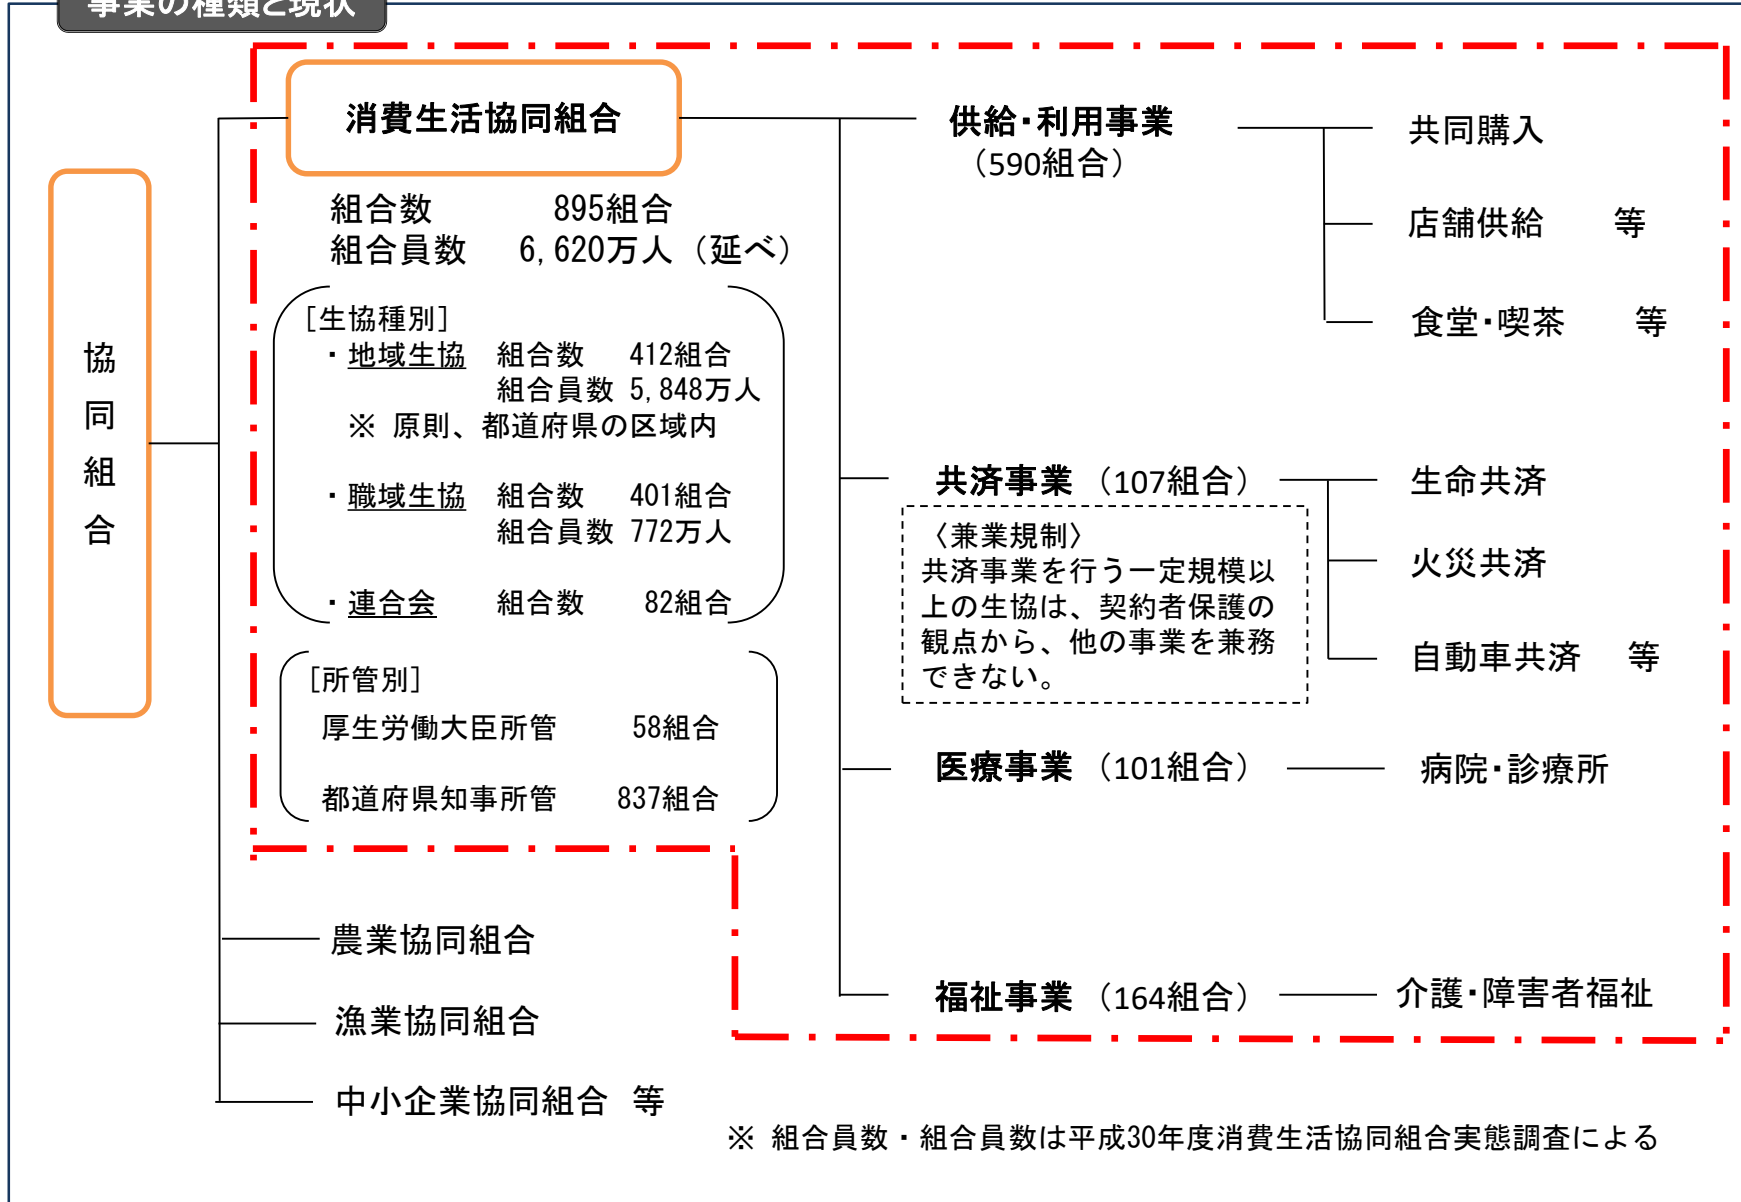 事業の種類と現状
協同組合
消費生活協同組合
組合数 895組合
組合員数 6,620万人（延べ）
[生協種別]
・地域生協 組合数 412組合
組合員数 5,848万人
※ 原則、都道府県の区域内
・職域生協 組合数 401組合
組合員数 772万人
・連合会 組合数 82組合
[所管別]
厚生労働大臣所管 58組合
都道府県知事所管 837組合
農業協同組合
漁業協同組合
中小企業協同組合 等
供給・利用事業
（590組合）
共同購入
店舗供給 等
食堂・喫茶 等
共済事業（107組合）
〈兼業規制〉
共済事業を行う一定規模以
上の生協は、契約者保護の
観点から、他の事業を兼務
できない。
生命共済
火災共済
自動車共済 等
医療事業（101組合）
病院・診療所
福祉事業（164組合）
介護・障害者福祉
※ 組合員数・組合員数は平成30年度消費生活協同組合実態調査による